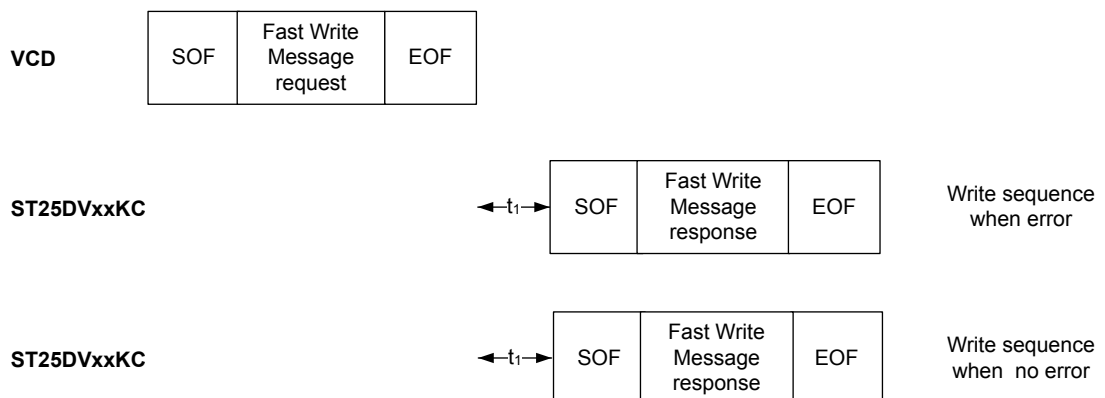 VCD
SOF
Fast Write
Message
request
EOF
ST25DVxxKC
t1
SOF
Fast Write
Message
response
EOF
Write sequence
when error
ST25DVxxKC
t1
SOF
Fast Write
Message
response
EOF
Write sequence
when no error